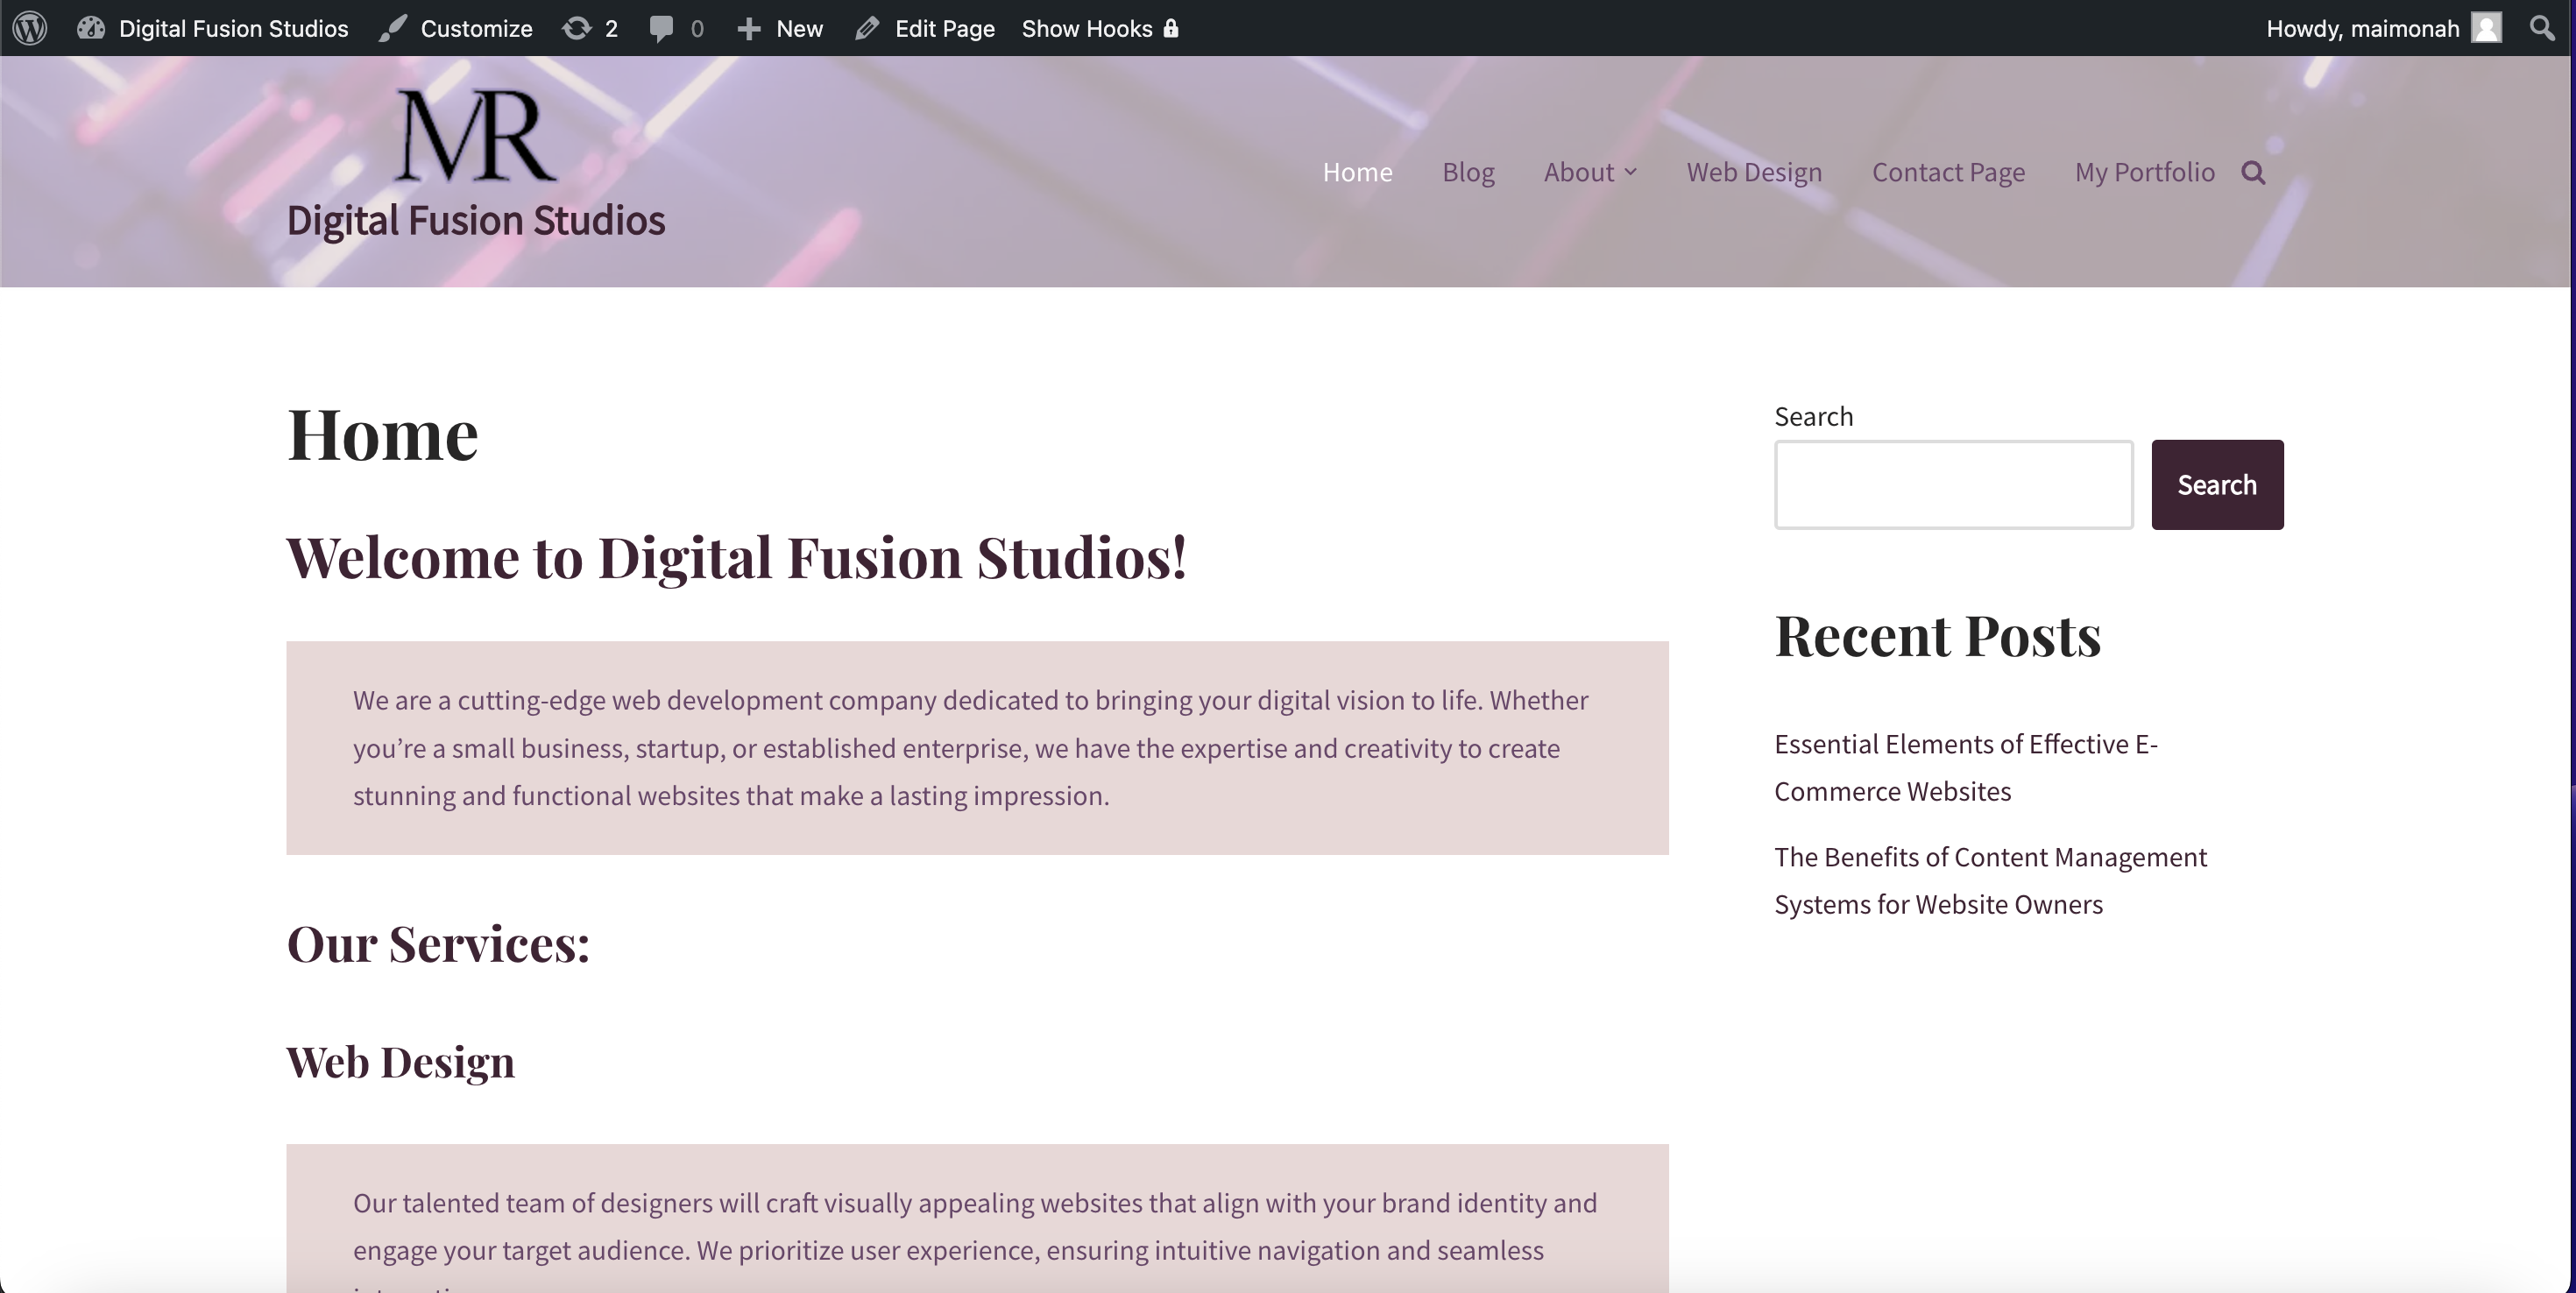 Digital Fusion Studios Customize 2 0 New Edit Page Show Hooks Howdy, maimonah
MR
Digital Fusion Studios
Home Blog About Web Design Contact Page My Portfolio
Home
Welcome to Digital Fusion Studios!
We are a cutting-edge web development company dedicated to bringing your digital vision to life. Whether
you’re a small business, startup, or established enterprise, we have the expertise and creativity to create
stunning and functional websites that make a lasting impression.
Our Services:
Web Design
Our talented team of designers will craft visually appealing websites that align with your brand identity and
engage your target audience. We prioritize user experience, ensuring intuitive navigation and seamless
Search
Search
Recent Posts
Essential Elements of Effective E-
Commerce Websites
The Benefits of Content Management
Systems for Website Owners